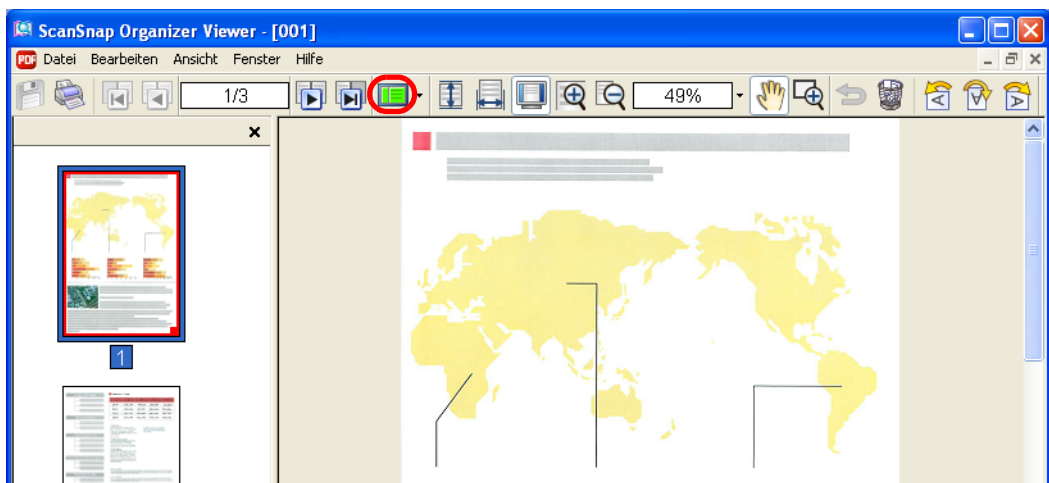 ScanSnap Organizer Viewer - [001]
PDF Datei Bearbeiten Ansicht Fenster Hilfe
1/3 49% A A A
1